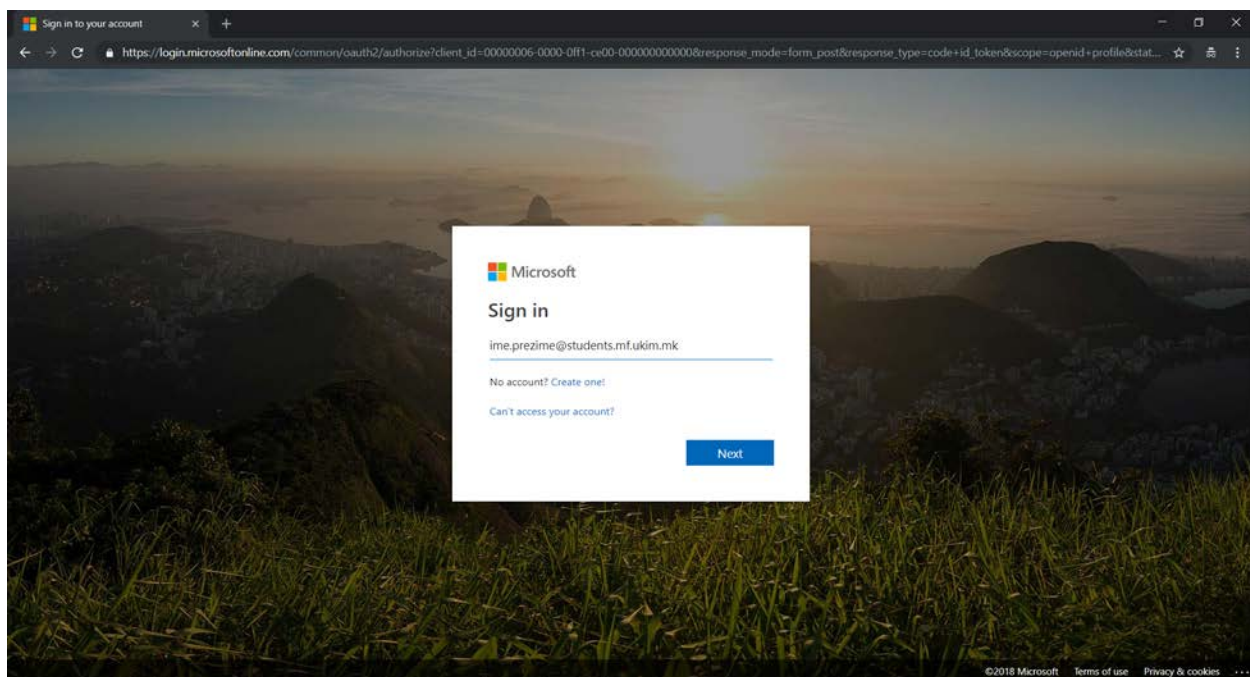 Sign in to your account
https://login.microsoftonline.com/common/oauth2/authorize?client_id=00000006-0000-0ff1-ce00-000000000000&response_mode=form_post&response_type=code+id_token&scope=openid+profile&stat...
Microsoft
Sign in
ime.prezime@students.mf.ukim.mk
No account? Create one!
Can't access your account?
Next
©2018 Microsoft Terms of use Privacy & cookies ...